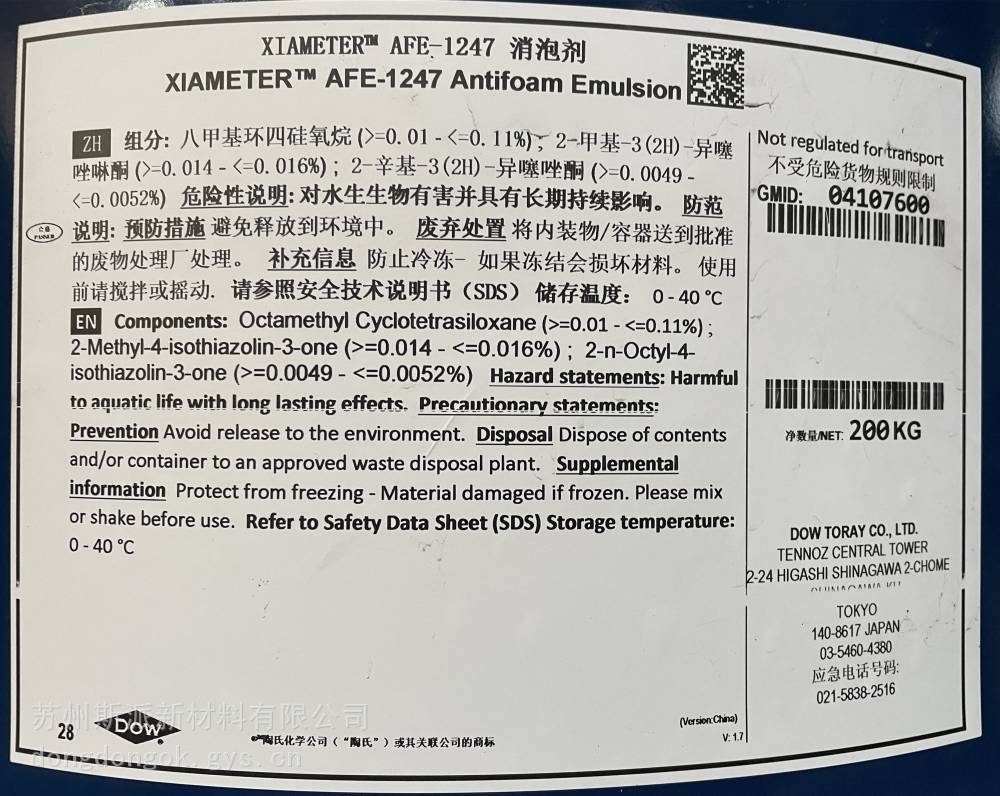 XIAMETER™ AFE-1247 消泡剂
XIAMETER™ AFE-1247 Antifoam Emulsion
ZH 组分: 八甲基环四硅氧烷 (>=0.01 - <=0.11%); 2-甲基-3(2H)-异噻
唑啉酮 (>=0.014 - <=0.016%) ; 2-辛基-3(2H)-异噻唑酮 (>=0.0049 -
<=0.0052%) 危险性说明: 对水生生物有害并具有长期持续影响。 防范
说明: 预防措施 避免释放到环境中。 废弃处置 将内装物/容器送到批准
的废物处理厂处理。 补充信息 防止冷冻- 如果冻结会损坏材料。 使用
前请搅拌或摇动. 请参照安全技术说明书 (SDS) 储存温度: 0 - 40 °C
EN Components: Octamethyl Cyclotetrasiloxane (>=0.01 - <=0.11%) ;
2-Methyl-4-isothiazolin-3-one (>=0.014 - <=0.016%) ; 2-n-Octyl-4-
isothiazolin-3-one (>=0.0049 - <=0.0052%) Hazard statements: Harmful
to aquatic life with long lasting effects. Precautionary statements:
Prevention Avoid release to the environment. Disposal Dispose of contents
and/or container to an approved waste disposal plant. Supplemental
information Protect from freezing - Material damaged if frozen. Please mix
or shake before use. Refer to Safety Data Sheet (SDS) Storage temperature:
0 - 40 °C
Not regulated for transport
不受危险货物规则限制
GMID: 04107600
净数量/NET: 200 KG
DOW TORAY CO., LTD.
TENNOZ CENTRAL TOWER
2-24 HIGASHI SHINAGAWA 2-CHOME
TOKYO
140-8617 JAPAN
03-5460-4380
应急电话号码:
021-5838-2516
28 DOW
®™陶氏化学公司 (“陶氏”) 或其关联公司的商标
(Version:China)
V: 1.7
苏州斯派新材料有限公司
dongdongok.gys.cn